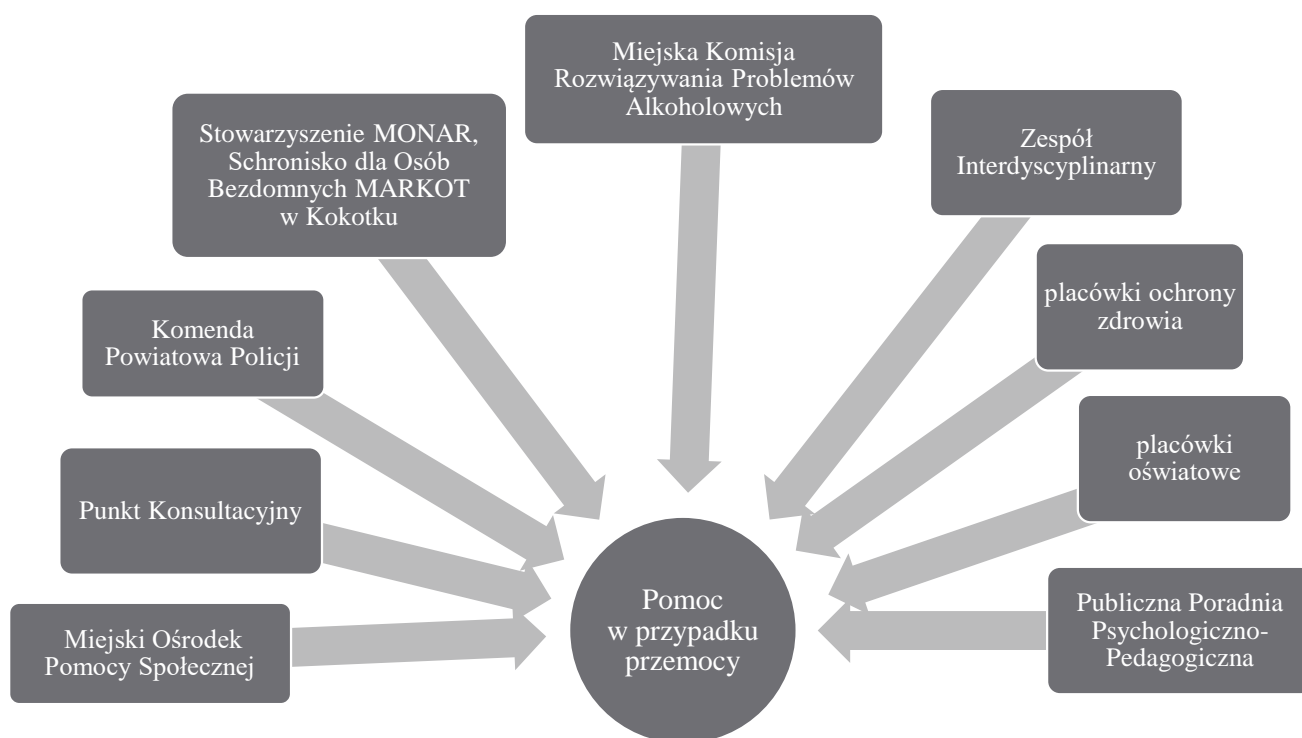 Miejska Komisja
Rozwiązywania Problemów
Alkoholowych
Stowarzyszenie MONAR,
Schronisko dla Osób
Bezdomnych MARKOT
w Kokotku
Zespół
Interdyscyplinarny
placówki ochrony
zdrowia
Komenda
Powiatowa Policji
placówki
oświatowe
Punkt Konsultacyjny
Publiczna Poradnia
Psychologiczno-
Pedagogiczna
Miejski Ośrodek
Pomocy Społecznej
Pomoc
w przypadku
przemocy